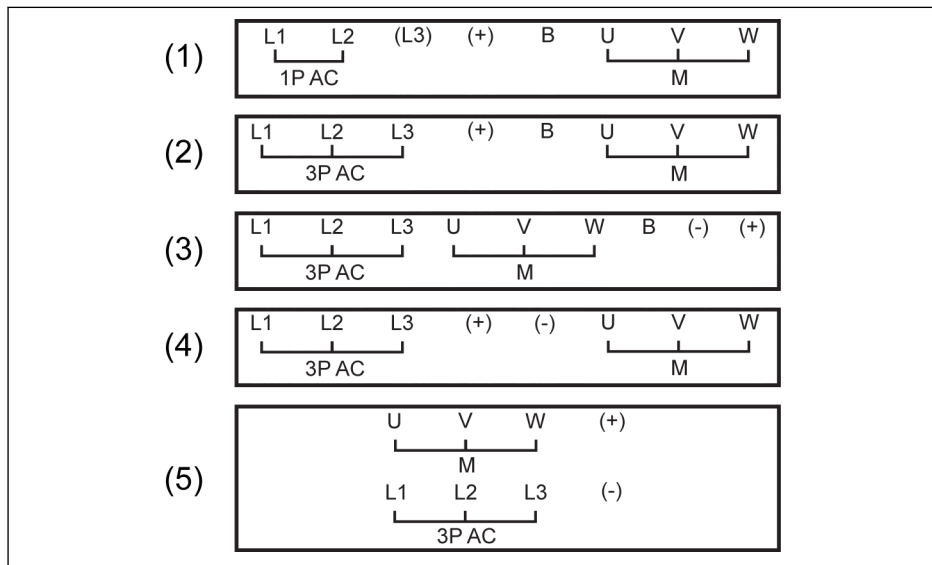 (1) L1 L2 (L3) (+) B U V W
1P AC M
(2) L1 L2 L3 (+) B U V W
3P AC M
(3) L1 L2 L3 U V W B (-) (+)
3P AC M
(4) L1 L2 L3 (+) (-) U V W
3P AC M
(5) U V W (+)
M
L1 L2 L3 (-)
3P AC